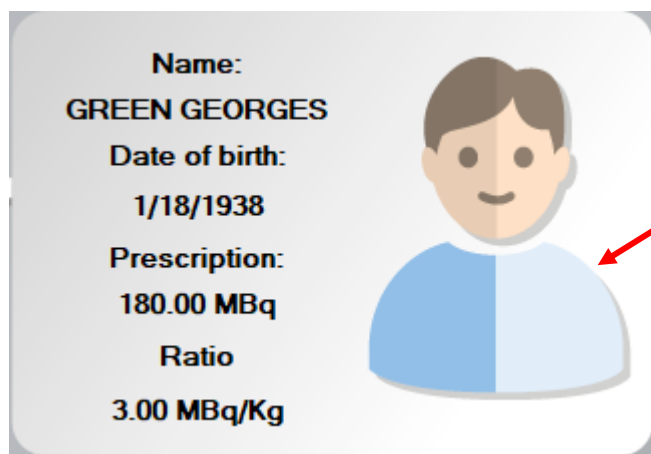 Name:
GREEN GEORGES
Date of birth:
1/18/1938
Prescription:
180.00 MBq
Ratio
3.00 MBq/Kg